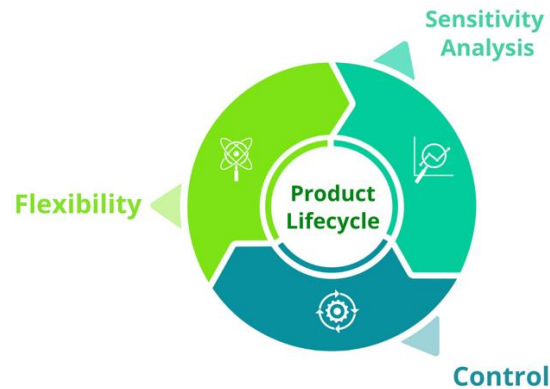 Sensitivity
Analysis
Flexibility
Product
Lifecycle
Control